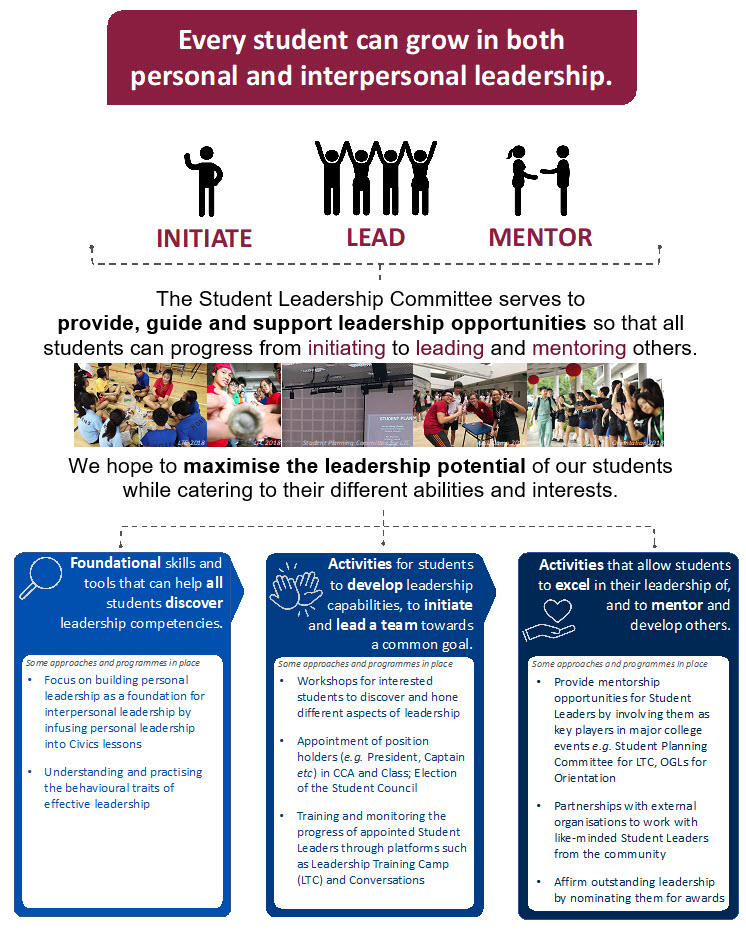 Every student can grow in both
personal and interpersonal leadership.
INITIATE
LEAD
MENTOR
The Student Leadership Committee serves to
provide, guide and support leadership opportunities so that all
students can progress from initiating to leading and mentoring others.
LTC 2018
LTC 2018
STUDENT PLAN
Student Planning Committee for LTC
2018
Orientation 2018
We hope to maximise the leadership potential of our students
while catering to their different abilities and interests.
Foundational skills and
tools that can help all
students discover
leadership competencies.
Some approaches and programmes in place
• Focus on building personal
leadership as a foundation for
interpersonal leadership by
infusing personal leadership
into Civics lessons
• Understanding and practising
the behavioural traits of
effective leadership
Activities for students
to develop leadership
capabilities, to initiate
and lead a team towards
a common goal.
Some approaches and programmes in place
• Workshops for interested
students to discover and hone
different aspects of leadership
• Appointment of position
holders (e.g. President, Captain
etc) in CCA and Class; Election
of the Student Council
• Training and monitoring the
progress of appointed Student
Leaders through platforms such
as Leadership Training Camp
(LTC) and Conversations
Activities that allow students
to excel in their leadership of,
and to mentor and
develop others.
Some approaches and programmes in place
• Provide mentorship
opportunities for Student
Leaders by involving them as
key players in major college
events e.g. Student Planning
Committee for LTC, OGLs for
Orientation
• Partnerships with external
organisations to work with
like-minded Student Leaders
from the community
• Affirm outstanding leadership
by nominating them for awards